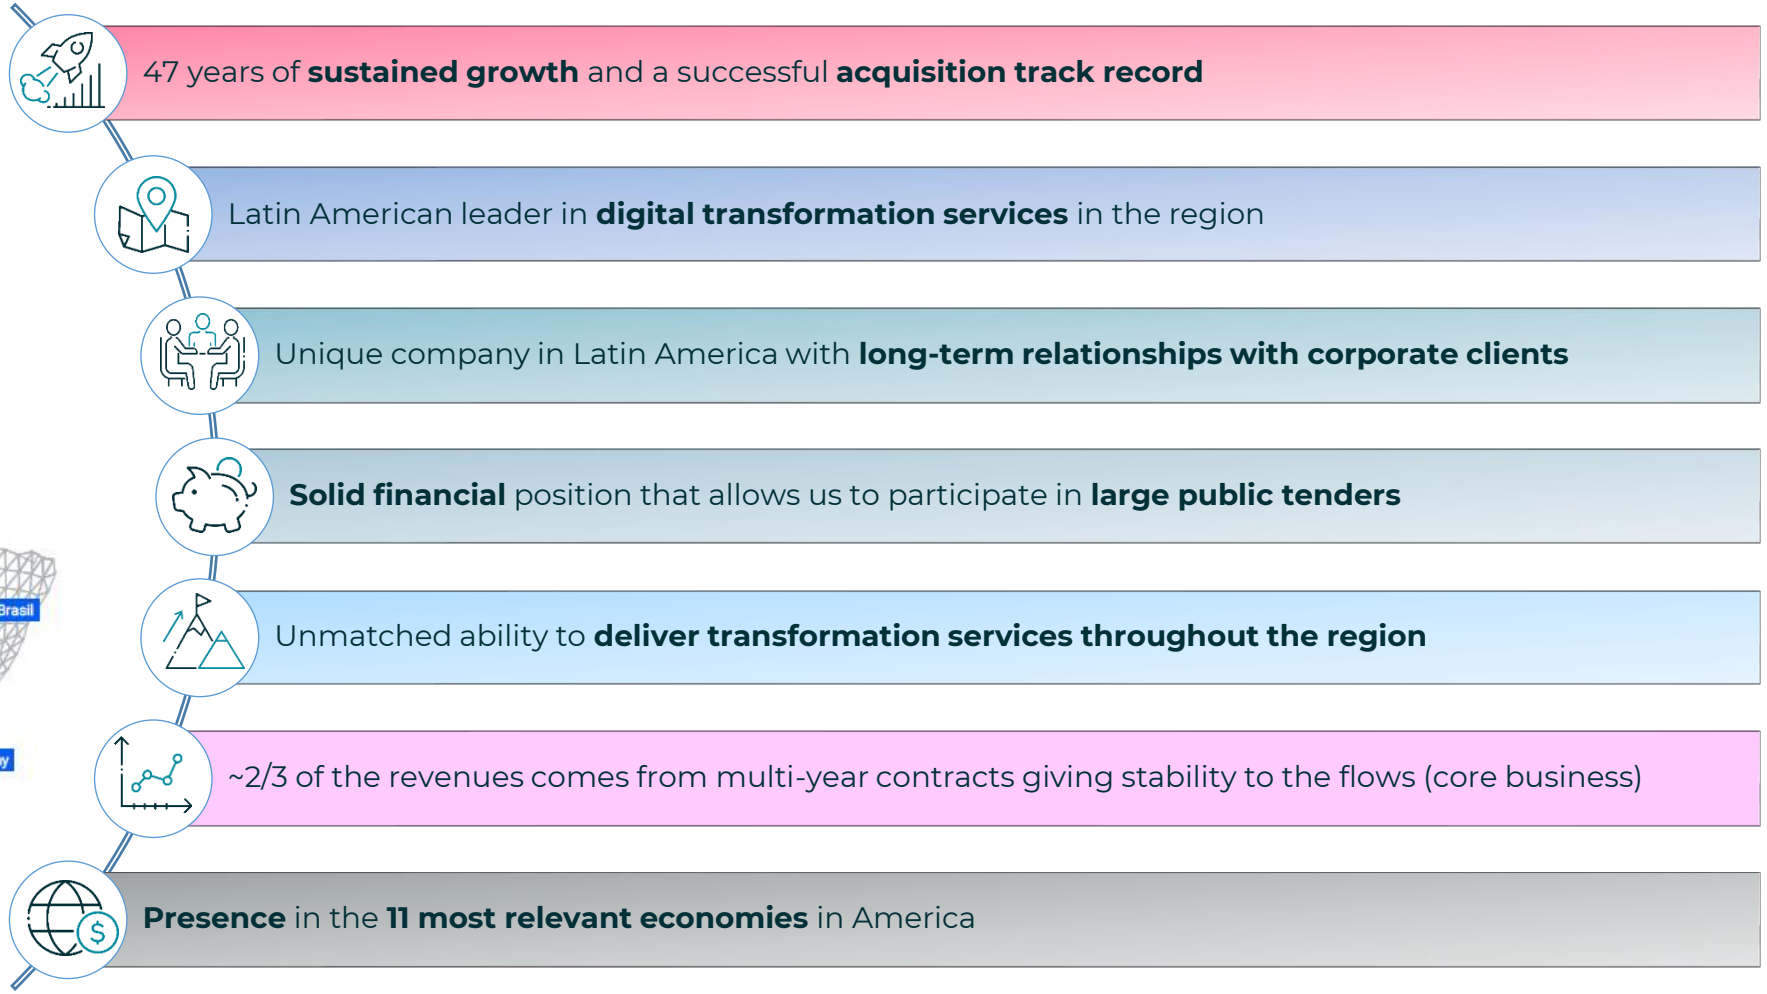 47 years of sustained growth and a successful acquisition track record
Latin American leader in digital transformation services in the region
Unique company in Latin America with long-term relationships with corporate clients
Solid financial position that allows us to participate in large public tenders
Brasil
Unmatched ability to deliver transformation services throughout the region
~2/3 of the revenues comes from multi-year contracts giving stability to the flows (core business)
$
Presence in the 11 most relevant economies in America